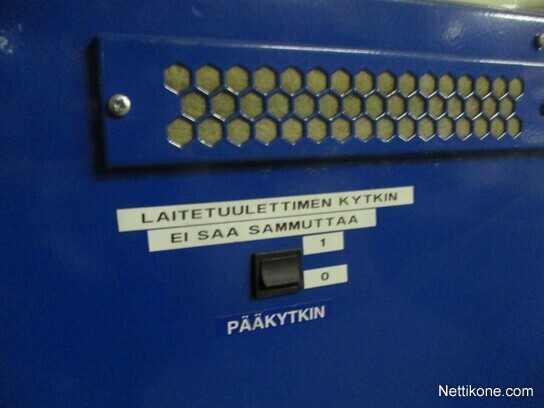 LAITETUULETTIMEN KYTKIN
EI SAA SAMMUTTAA
1
0
PÄÄKYTKIN
Nettikone.com